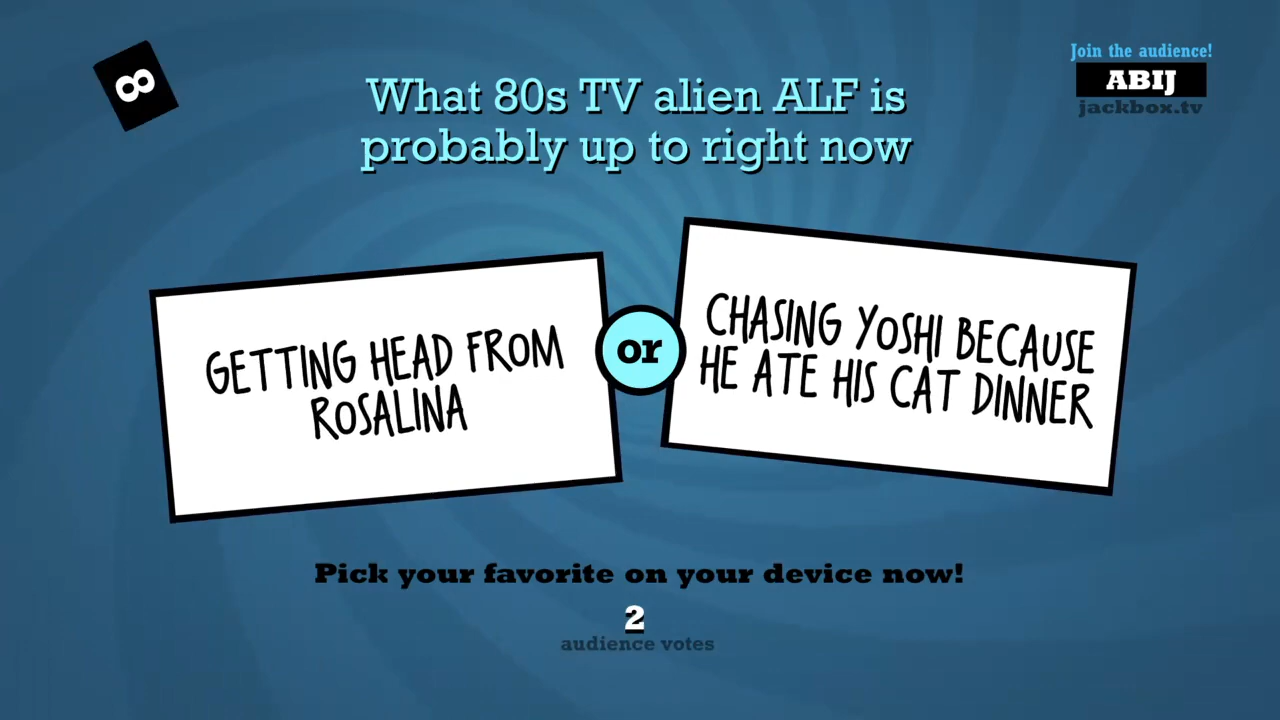 8
Join the audience!
ABIJ
jackbox.tv
What 80s TV alien ALF is
probably up to right now
GETTING HEAD FROM
ROSALINA
or
CHASING YOSHI BECAUSE
HE ATE HIS CAT DINNER
Pick your favorite on your device now!
2
audience votes